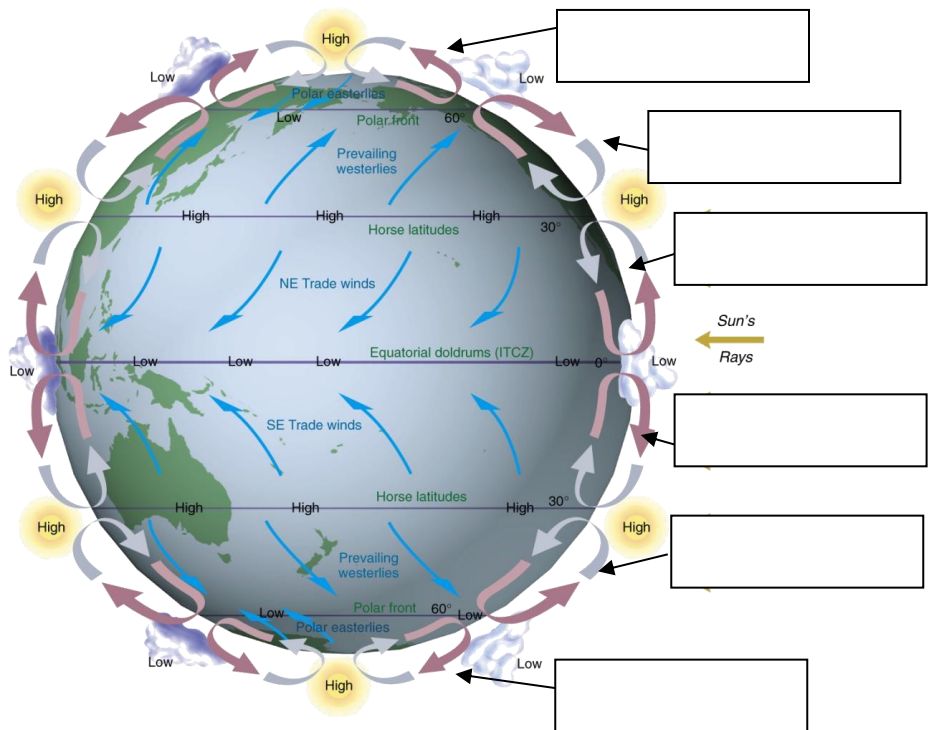 High
Low
Low
Polar easterlies
Low
Polar front
60°
Prevailing
westerlies
High
High
High
High
High
30°
Horse latitudes
NE Trade winds
Sun's
Rays
Equatorial doldrums (ITCZ)
Low
Low
Low
Low
Low
0°
Low
SE Trade winds
Horse latitudes
30°
High
High
High
High
High
Prevailing
westerlies
Polar front
60°
Low
Low
Polar easterlies
Low
Low
High